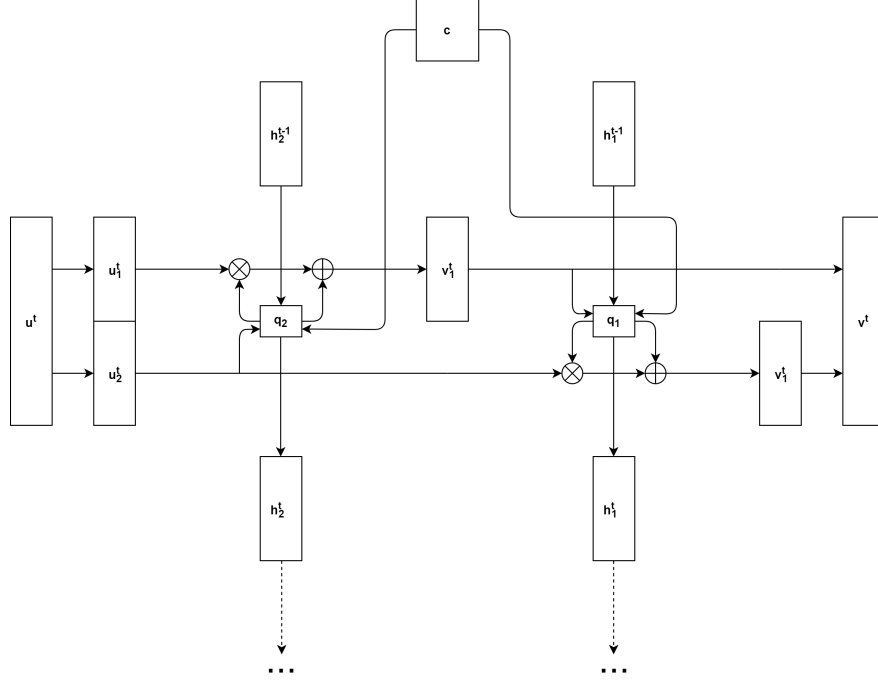 c
h₂ᵗ⁻¹
h₁ᵗ⁻¹
uᵗ
u₁ᵗ
u₂ᵗ
q₂
v₁ᵗ
q₁
v₁ᵗ
vᵗ
h₂ᵗ
h₁ᵗ
...
...